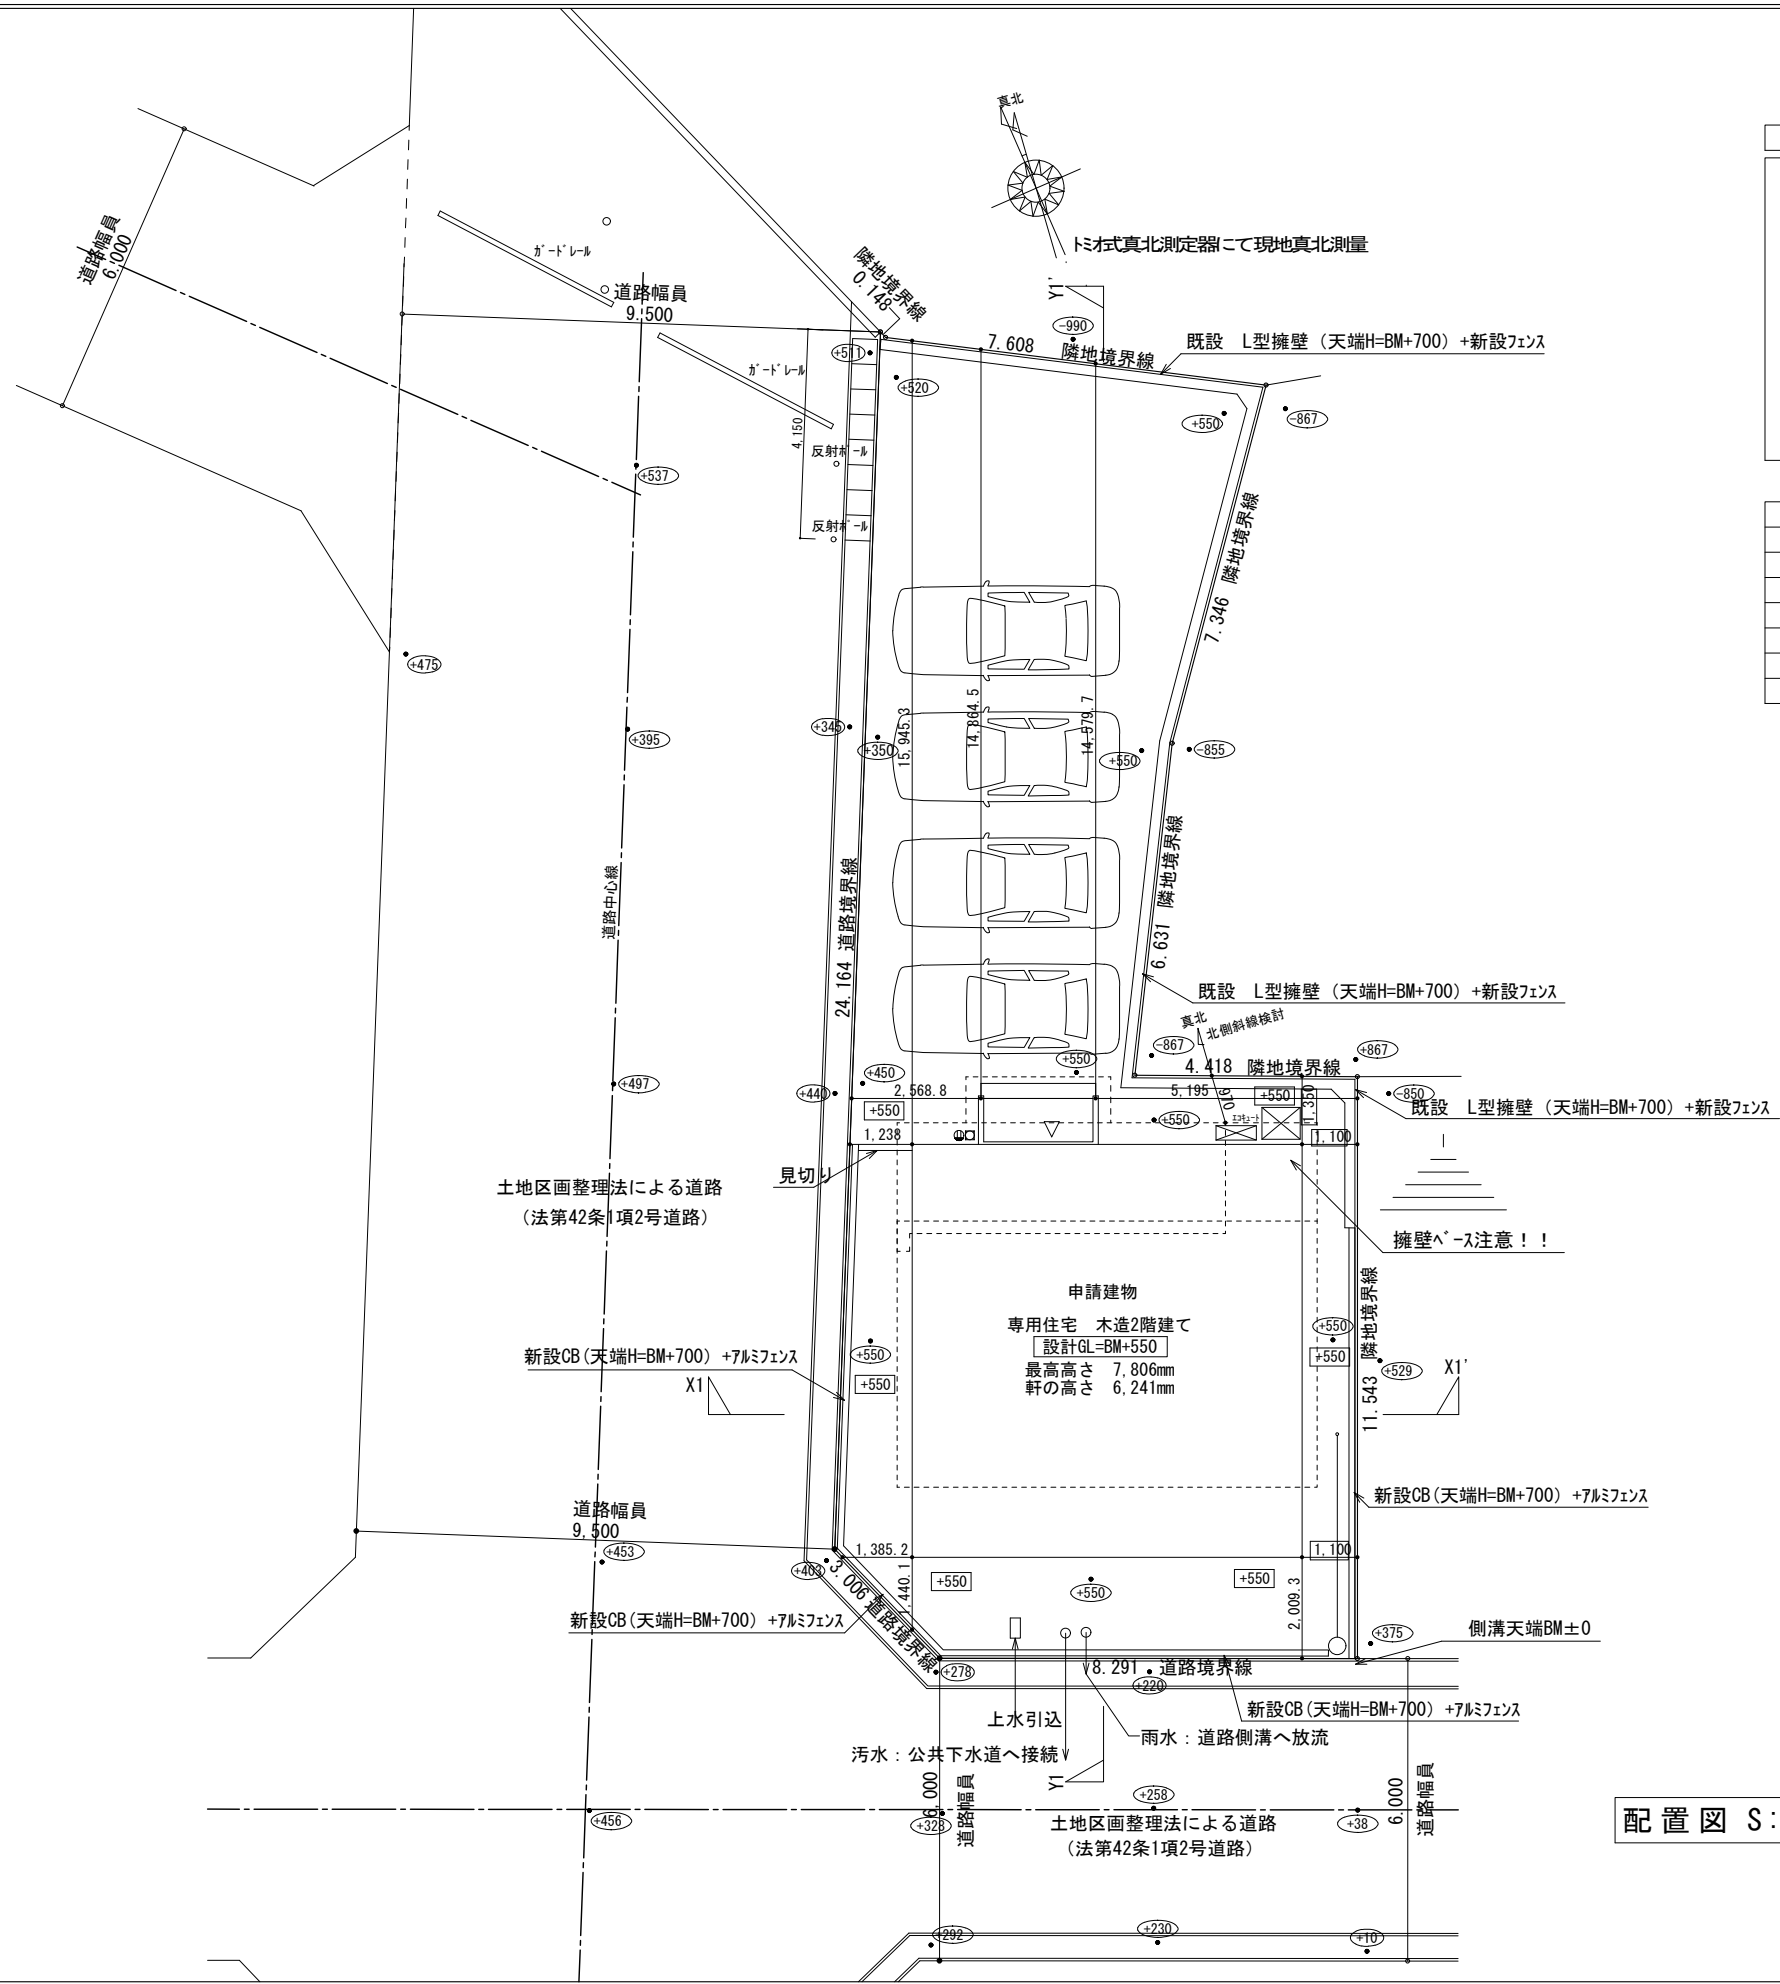 真北
トミオ式真北測定器にて現地真北測量
道路幅員
6.000
ｶﾞｰﾄﾞﾚｰﾙ
道路幅員
9.500
隣地境界線
0.148
Y1'
-990
7.608 隣地境界線
既設 L型擁壁（天端H=BM+700）+新設ﾌｪﾝｽ
+511
+520
ｶﾞｰﾄﾞﾚｰﾙ
4,150
反射ﾎﾟｰﾙ
反射ﾎﾟｰﾙ
+550
-867
+537
7.346 隣地境界線
+475
+395
+345
+350
15,945.3
14,864.5
14,579.7
+550
-855
道路中心線
24.164 道路境界線
6.631 隣地境界線
既設 L型擁壁（天端H=BM+700）+新設ﾌｪﾝｽ
真北
北側斜線検討
-867
+867
4.418 隣地境界線
+550
+497
+440
+450
2,568.8
5,195
970
+550
1,350
-850
既設 L型擁壁（天端H=BM+700）+新設ﾌｪﾝｽ
+550
+550
ｴｺｷｭｰﾄ
1,238
1,100
見切り
土地区画整理法による道路
（法第42条1項2号道路）
擁壁ﾍﾞｰｽ注意！！
申請建物
専用住宅 木造2階建て
設計GL=BM+550
最高高さ 7,806mm
軒の高さ 6,241mm
新設CB(天端H=BM+700）+ｱﾙﾐﾌｪﾝｽ
+550
+550
+550
+550
11.543 隣地境界線
+529
X1
X1'
新設CB(天端H=BM+700）+ｱﾙﾐﾌｪﾝｽ
道路幅員
9,500
+453
+403
1,385.2
1,100
1,440.1
2,009.3
+550
+550
+550
3.006 道路境界線
新設CB(天端H=BM+700）+ｱﾙﾐﾌｪﾝｽ
+375
側溝天端BM±0
+278
8.291 道路境界線
+220
新設CB(天端H=BM+700）+ｱﾙﾐﾌｪﾝｽ
上水引込
雨水：道路側溝へ放流
汚水：公共下水道へ接続
Y1
6,000
道路幅員
6.000
道路幅員
+258
+456
+328
+38
土地区画整理法による道路
（法第42条1項2号道路）
配置図 S:
+292
+230
+10